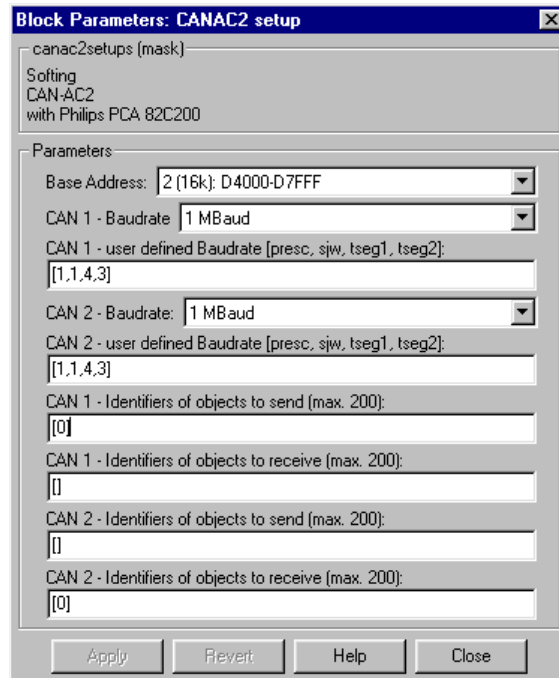 Block Parameters: CANAC2 setup
canac2setups (mask)
Softing
CAN-AC2
with Philips PCA 82C200
Parameters
Base Address: 2 (16k): D4000-D7FFF
CAN 1 - Baudrate 1 MBaud
CAN 1 - user defined Baudrate [presc, sjw, tseg1, tseg2]:
[1,1,4,3]
CAN 2 - Baudrate: 1 MBaud
CAN 2 - user defined Baudrate [presc, sjw, tseg1, tseg2]:
[1,1,4,3]
CAN 1 - Identifiers of objects to send (max. 200):
[0]
CAN 1 - Identifiers of objects to receive (max. 200):
[]
CAN 2 - Identifiers of objects to send (max. 200):
[]
CAN 2 - Identifiers of objects to receive (max. 200):
[0]
Apply Revert Help Close